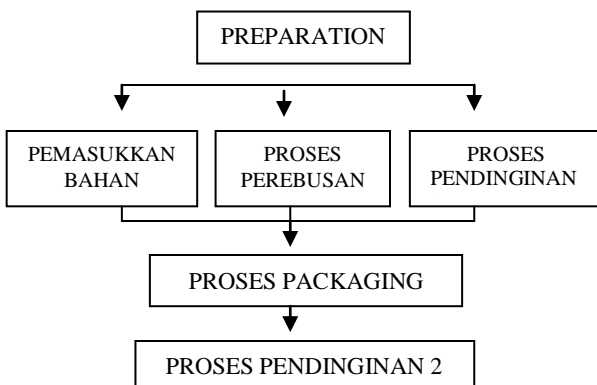 PREPARATION
PEMASUKKAN
BAHAN
PROSES
PEREBUSAN
PROSES
PENDINGINAN
PROSES PACKAGING
PROSES PENDINGINAN 2